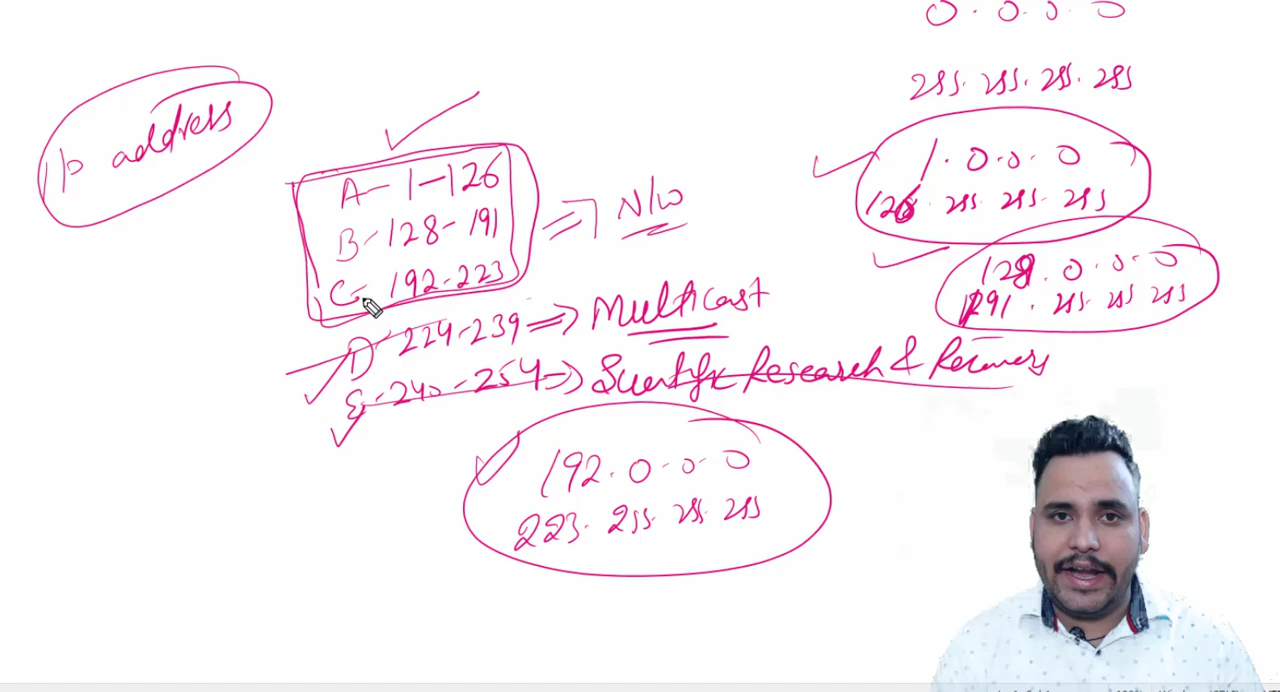 0.0.0.0
255.255.255.255
IP address
A-1-126
B-128-191
C-192-223
=> N/w
1.0.0.0
126.255.255.255
128.0.0.0
191.255.255.255
D 224-239 => Multicast
E-240-254 => Research &
192.0.0.0
223.255.255.255